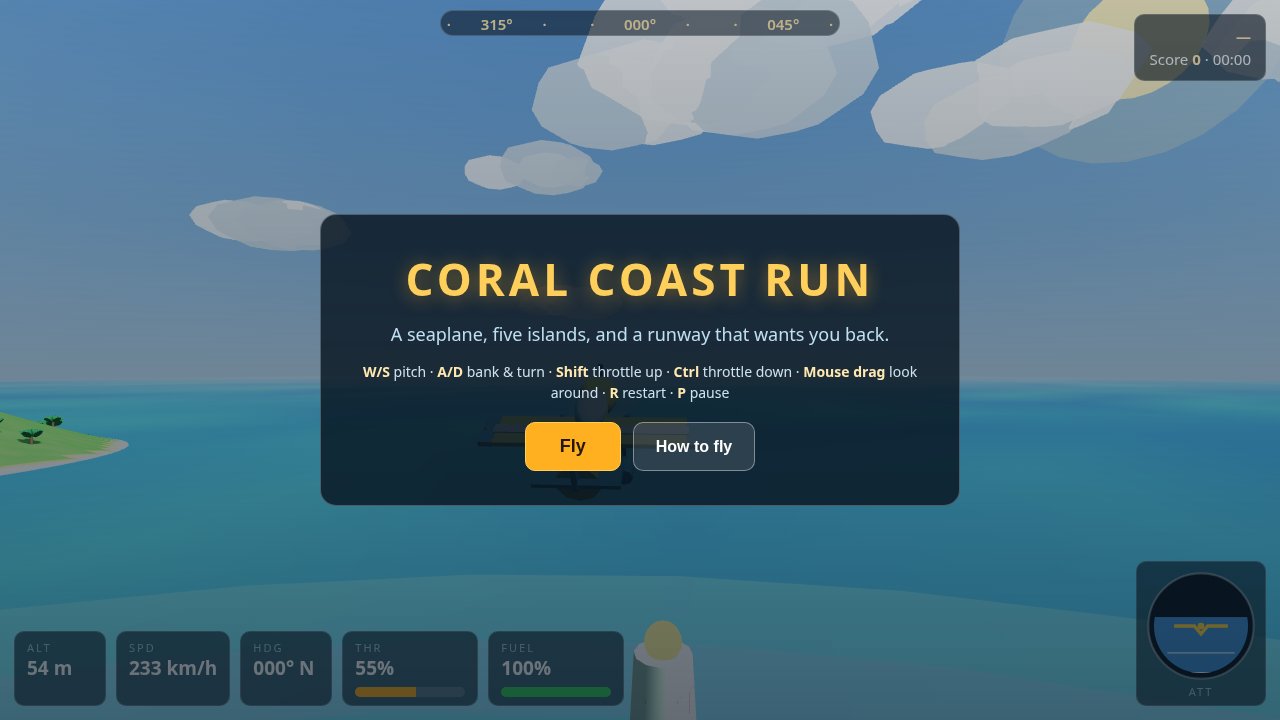 · 315° · · 000° · · 045° ·
—
Score 0 · 00:00
CORAL COAST RUN
A seaplane, five islands, and a runway that wants you back.
W/S pitch · A/D bank & turn · Shift throttle up · Ctrl throttle down · Mouse drag look
around · R restart · P pause
Fly How to fly
ALT SPD HDG THR FUEL
54 m 233 km/h 000° N 55% 100%
ATT